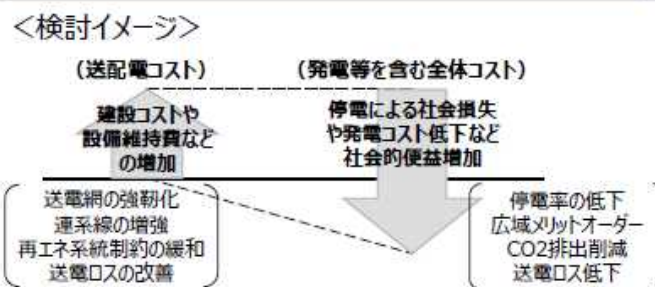 ＜検討イメージ＞
（送配電コスト）
（発電等を含む全体コスト）
建設コストや
設備維持費など
の増加
停電による社会損失
や発電コスト低下など
社会的便益増加
送電網の強靭化
連系線の増強
再エネ系統制約の緩和
送電ロスの改善
停電率の低下
広域メリットオーダー
CO2排出削減
送電ロス低下